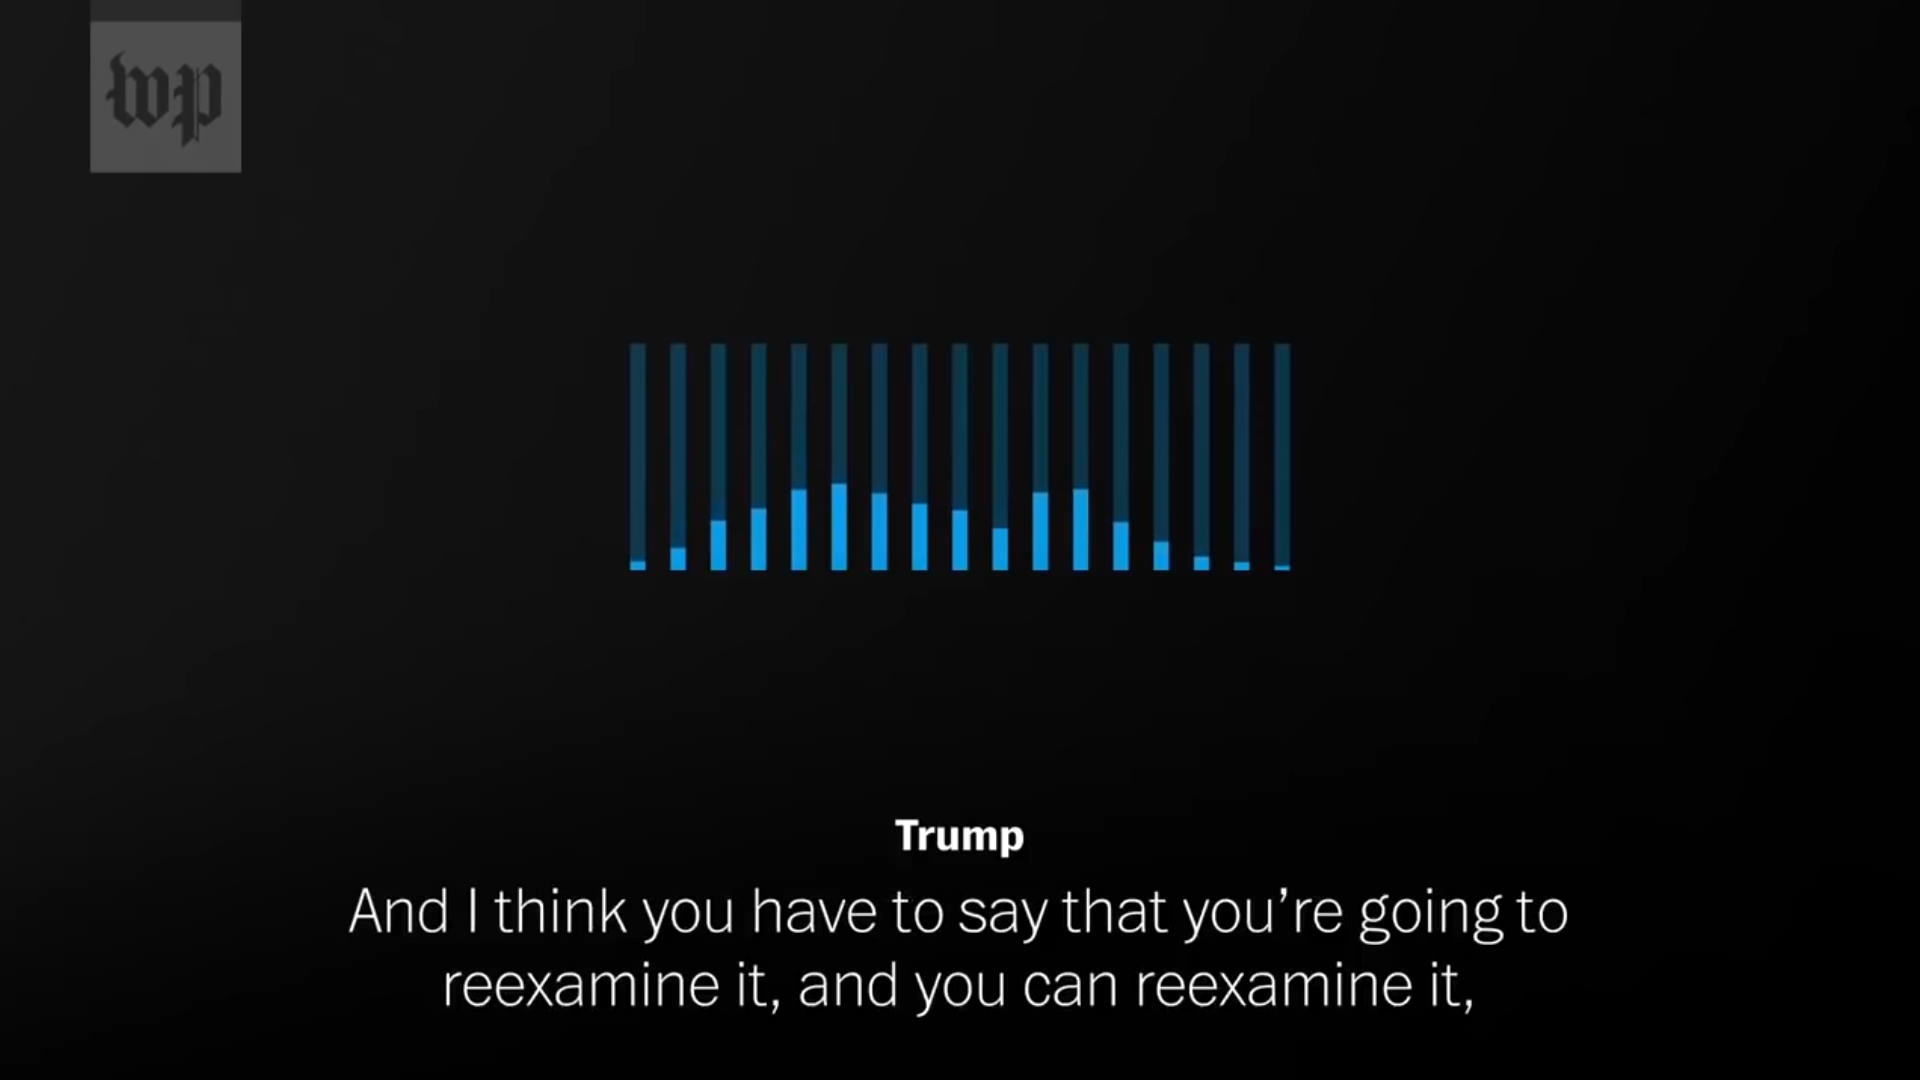 wp
Trump
And I think you have to say that you’re going to
reexamine it, and you can reexamine it,